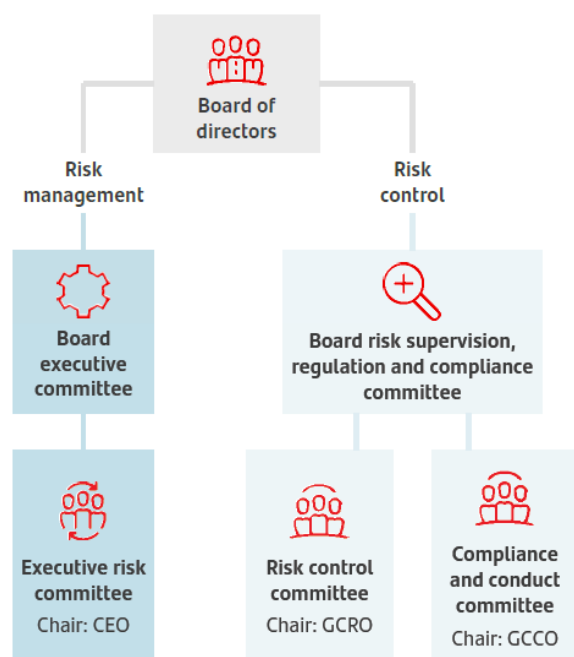 Board of
directors
Risk
management
Risk
control
Board
executive
committee
Board risk supervision,
regulation and compliance
committee
Executive risk
committee
Chair: CEO
Risk control
committee
Chair: GCRO
Compliance
and conduct
committee
Chair: GCCO